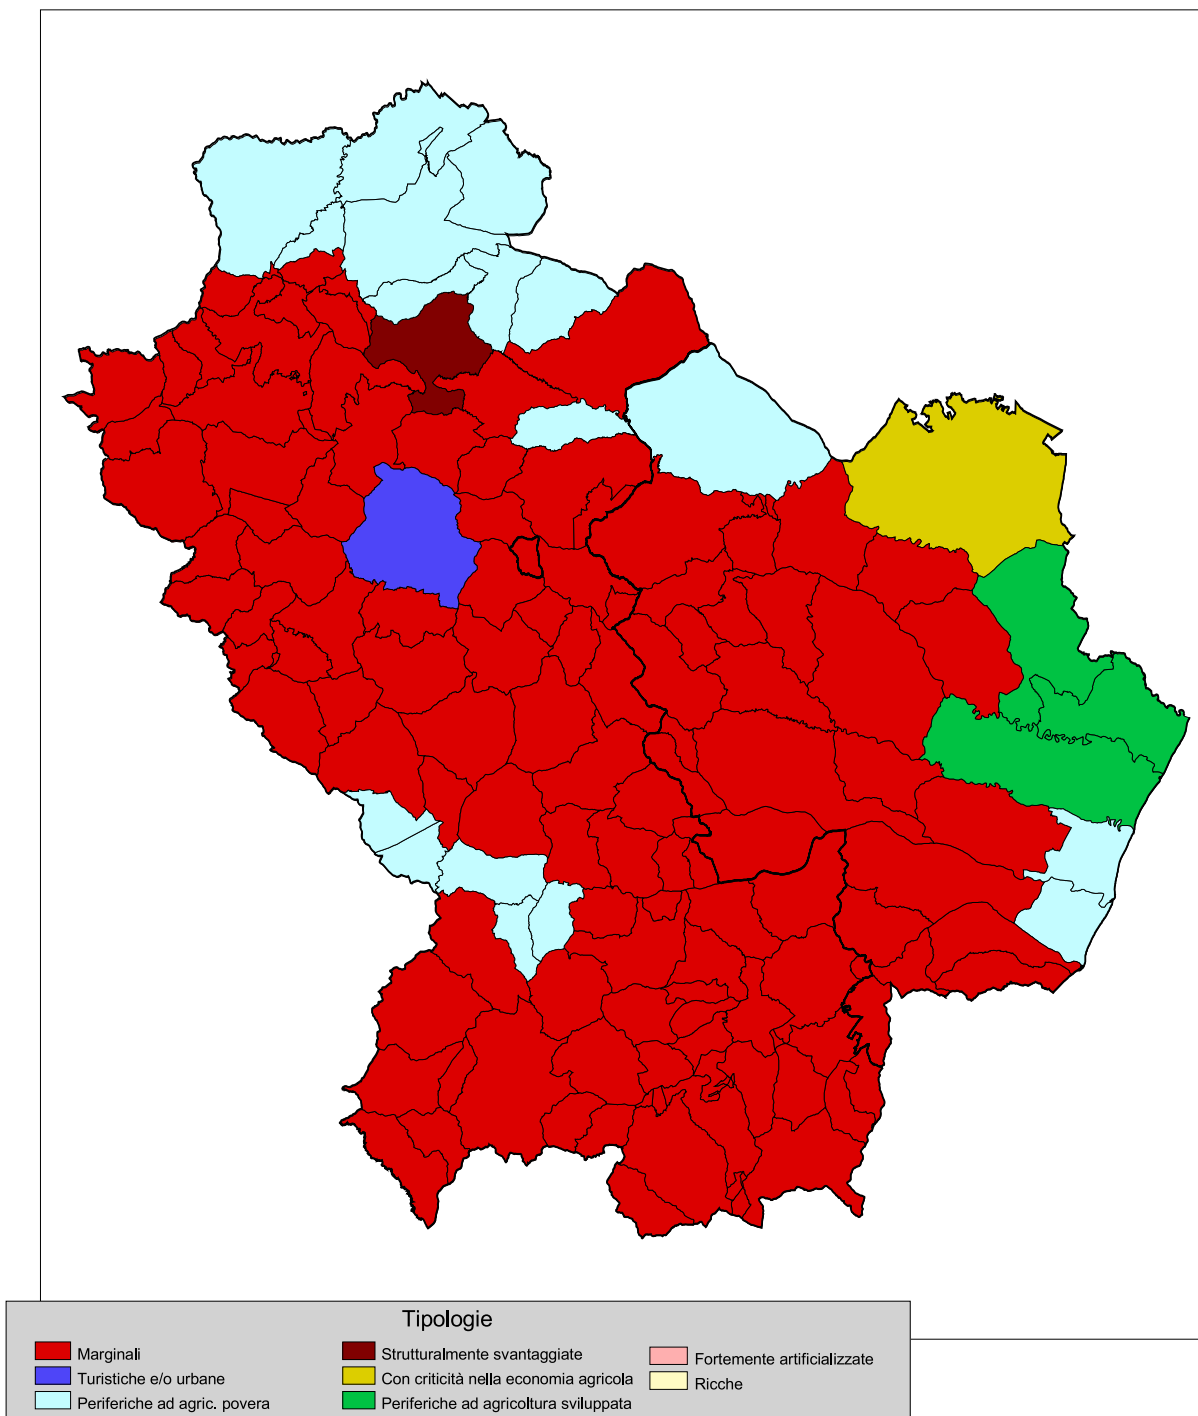 Tipologie
Marginali
Turistiche e/o urbane
Periferiche ad agric. povera
Strutturalmente svantaggiate
Con criticità nella economia agricola
Periferiche ad agricoltura sviluppata
Fortemente artificializzate
Ricche